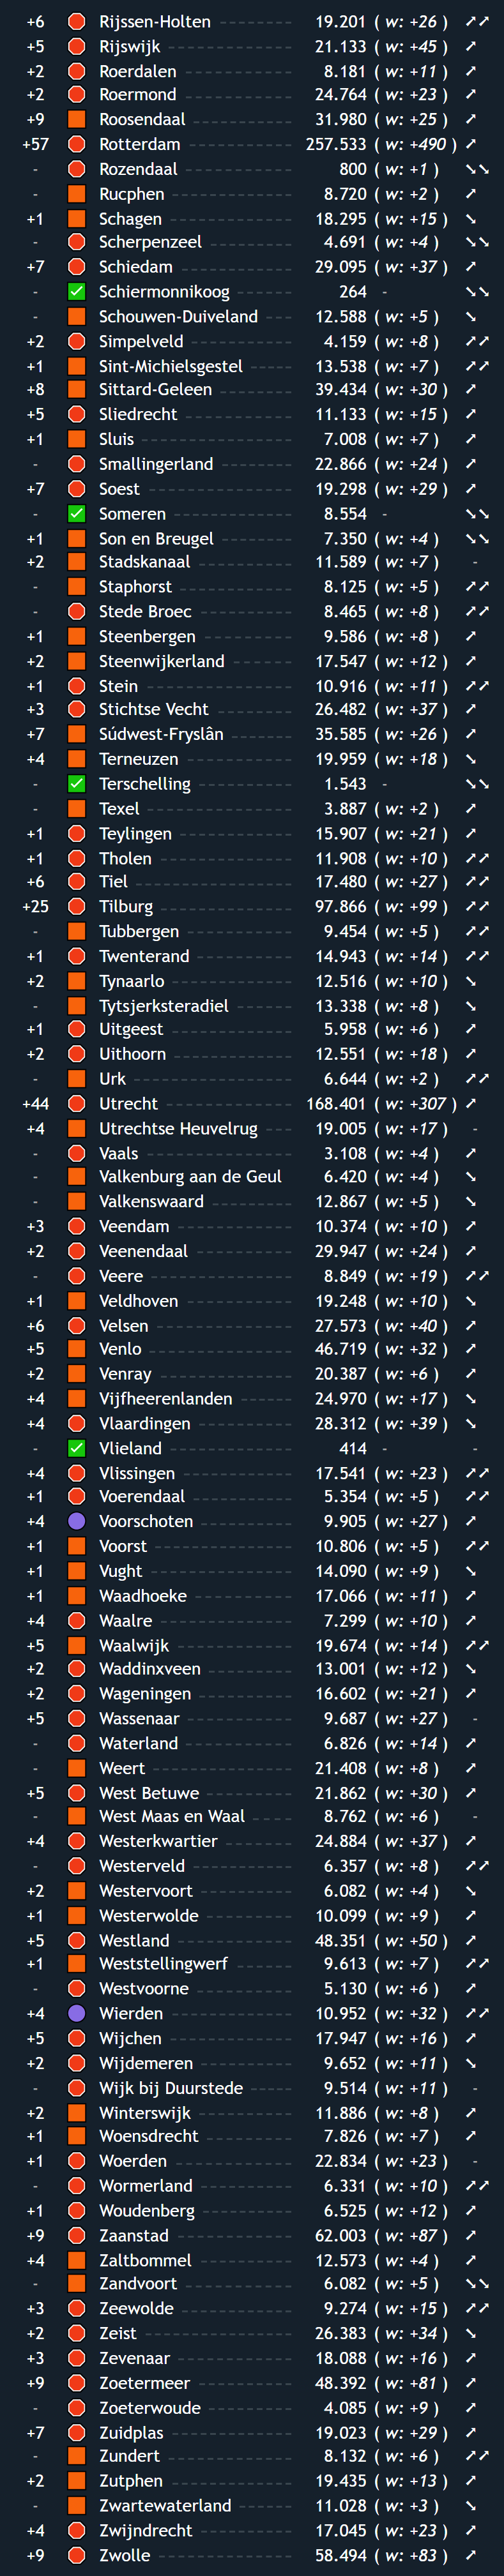 +6 Rijssen-Holten 19.201 ( w: +26 ) ↗↗
+5 Rijswijk 21.133 ( w: +45 ) ↗
+2 Roerdalen 8.181 ( w: +11 ) ↗
+2 Roermond 24.764 ( w: +23 ) ↗
+9 Roosendaal 31.980 ( w: +25 ) ↗
+57 Rotterdam 257.533 ( w: +490 ) ↗
- Rozendaal 800 ( w: +1 ) ↘↘
- Rucphen 8.720 ( w: +2 ) ↗
+1 Schagen 18.295 ( w: +15 ) ↘
- Scherpenzeel 4.691 ( w: +4 ) ↘↘
+7 Schiedam 29.095 ( w: +37 ) ↗
- Schiermonnikoog 264 - ↘↘
- Schouwen-Duiveland 12.588 ( w: +5 ) ↘
+2 Simpelveld 4.159 ( w: +8 ) ↗↗
+1 Sint-Michielsgestel 13.538 ( w: +7 ) ↗↗
+8 Sittard-Geleen 39.434 ( w: +30 ) ↗
+5 Sliedrecht 11.133 ( w: +15 ) ↗
+1 Sluis 7.008 ( w: +7 ) ↗
- Smallingerland 22.866 ( w: +24 ) ↗
+7 Soest 19.298 ( w: +29 ) ↗
- Someren 8.554 - ↘↘
+1 Son en Breugel 7.350 ( w: +4 ) ↘↘
+2 Stadskanaal 11.589 ( w: +7 ) -
- Staphorst 8.125 ( w: +5 ) ↗↗
- Stede Broec 8.465 ( w: +8 ) ↗↗
+1 Steenbergen 9.586 ( w: +8 ) ↗
+2 Steenwijkerland 17.547 ( w: +12 ) ↗
+1 Stein 10.916 ( w: +11 ) ↗↗
+3 Stichtse Vecht 26.482 ( w: +37 ) ↗
+7 Súdwest-Fryslân 35.585 ( w: +26 ) ↗
+4 Terneuzen 19.959 ( w: +18 ) ↘
- Terschelling 1.543 - ↘↘
- Texel 3.887 ( w: +2 ) ↗
+1 Teylingen 15.907 ( w: +21 ) ↗
+1 Tholen 11.908 ( w: +10 ) ↗↗
+6 Tiel 17.480 ( w: +27 ) ↗↗
+25 Tilburg 97.866 ( w: +99 ) ↗↗
- Tubbergen 9.454 ( w: +5 ) ↗↗
+1 Twenterand 14.943 ( w: +14 ) ↗↗
+2 Tynaarlo 12.516 ( w: +10 ) ↘
- Tytsjerksteradiel 13.338 ( w: +8 ) ↘
+1 Uitgeest 5.958 ( w: +6 ) ↗
+2 Uithoorn 12.551 ( w: +18 ) ↗
- Urk 6.644 ( w: +2 ) ↗↗
+44 Utrecht 168.401 ( w: +307 ) ↗
+4 Utrechtse Heuvelrug 19.005 ( w: +17 ) -
- Vaals 3.108 ( w: +4 ) ↗
- Valkenburg aan de Geul 6.420 ( w: +4 ) ↘
- Valkenswaard 12.867 ( w: +5 ) ↘
+3 Veendam 10.374 ( w: +10 ) ↗
+2 Veenendaal 29.947 ( w: +24 ) ↗
- Veere 8.849 ( w: +19 ) ↗↗
+1 Veldhoven 19.248 ( w: +10 ) ↘
+6 Velsen 27.573 ( w: +40 ) ↗
+5 Venlo 46.719 ( w: +32 ) ↗
+2 Venray 20.387 ( w: +6 ) ↗
+4 Vijfheerenlanden 24.970 ( w: +17 ) ↘
+4 Vlaardingen 28.312 ( w: +39 ) ↘
- Vlieland 414 - -
+4 Vlissingen 17.541 ( w: +23 ) ↗↗
+1 Voerendaal 5.354 ( w: +5 ) ↗↗
+4 Voorschoten 9.905 ( w: +27 ) ↗
+1 Voorst 10.806 ( w: +5 ) ↗↗
+1 Vught 14.090 ( w: +9 ) ↘
+1 Waadhoeke 17.066 ( w: +11 ) ↗
+4 Waalre 7.299 ( w: +10 ) ↗
+5 Waalwijk 19.674 ( w: +14 ) ↗↗
+2 Waddinxveen 13.001 ( w: +12 ) ↘
+2 Wageningen 16.602 ( w: +21 ) ↗
+5 Wassenaar 9.687 ( w: +27 ) -
- Waterland 6.826 ( w: +14 ) ↗
- Weert 21.408 ( w: +8 ) ↗
+5 West Betuwe 21.862 ( w: +30 ) ↗
- West Maas en Waal 8.762 ( w: +6 ) -
+4 Westerkwartier 24.884 ( w: +37 ) ↗
- Westerveld 6.357 ( w: +8 ) ↗↗
+2 Westervoort 6.082 ( w: +4 ) ↘
+1 Westerwolde 10.099 ( w: +9 ) ↗
+5 Westland 48.351 ( w: +50 ) ↗
+1 Weststellingwerf 9.613 ( w: +7 ) ↗↗
- Westvoorne 5.130 ( w: +6 ) ↗
+4 Wierden 10.952 ( w: +32 ) ↗↗
+5 Wijchen 17.947 ( w: +16 ) ↗
+2 Wijdemeren 9.652 ( w: +11 ) ↘
- Wijk bij Duurstede 9.514 ( w: +11 ) -
+2 Winterswijk 11.886 ( w: +8 ) ↗
+1 Woensdrecht 7.826 ( w: +7 ) ↗
+1 Woerden 22.834 ( w: +23 ) -
- Wormerland 6.331 ( w: +10 ) ↗↗
+1 Woudenberg 6.525 ( w: +12 ) ↗
+9 Zaanstad 62.003 ( w: +87 ) ↗
+4 Zaltbommel 12.573 ( w: +4 ) ↗
- Zandvoort 6.082 ( w: +5 ) ↘↘
+3 Zeewolde 9.274 ( w: +15 ) ↗↗
+2 Zeist 26.383 ( w: +34 ) ↘
+3 Zevenaar 18.088 ( w: +16 ) ↗
+9 Zoetermeer 48.392 ( w: +81 ) ↗
- Zoeterwoude 4.085 ( w: +9 ) ↗
+7 Zuidplas 19.023 ( w: +29 ) ↗
- Zundert 8.132 ( w: +6 ) ↗↗
+2 Zutphen 19.435 ( w: +13 ) ↗
- Zwartewaterland 11.028 ( w: +3 ) ↘
+4 Zwijndrecht 17.045 ( w: +23 ) ↗
+9 Zwolle 58.494 ( w: +83 ) ↗